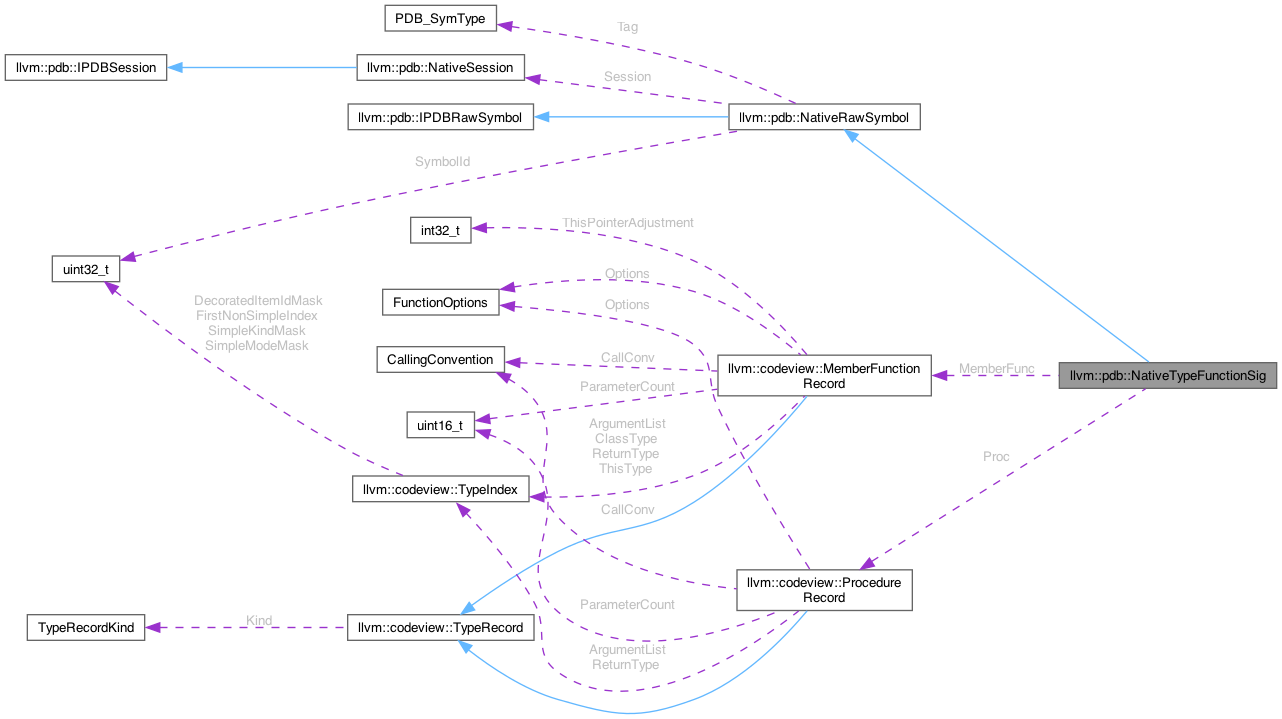 PDB_SymType
Tag
llvm::pdb::IPDBSession
llvm::pdb::NativeSession
Session
llvm::pdb::IPDBRawSymbol
llvm::pdb::NativeRawSymbol
SymbolId
int32_t
ThisPointerAdjustment
uint32_t
Options
FunctionOptions
Options
DecoratedItemIdMask
FirstNonSimpleIndex
SimpleKindMask
SimpleModeMask
CallingConvention
CallConv
llvm::codeview::MemberFunction
Record
MemberFunc
llvm::pdb::NativeTypeFunctionSig
ParameterCount
uint16_t
ArgumentList
ClassType
ReturnType
ThisType
Proc
llvm::codeview::TypeIndex
CallConv
llvm::codeview::Procedure
Record
ParameterCount
TypeRecordKind
Kind
llvm::codeview::TypeRecord
ArgumentList
ReturnType